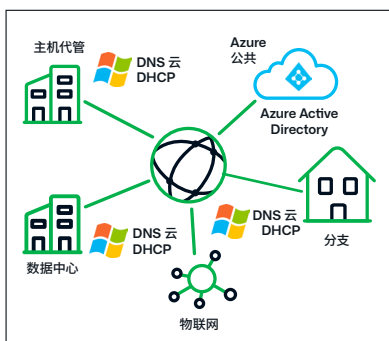 主机代管
DNS 云
DHCP
Azure
公共
Azure Active
Directory
数据中心
DNS 云
DHCP
DNS 云
DHCP
分支
物联网